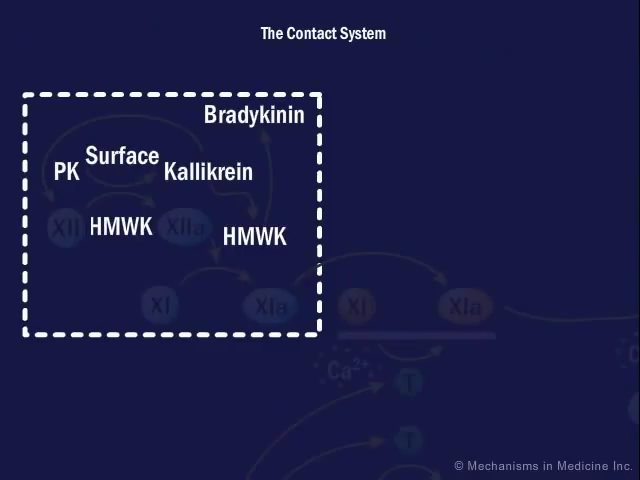 The Contact System
Bradykinin
Surface
PK
Kallikrein
HMWK
HMWK
XII
XIIa
XI
XIa
XI
XIa
Ca2+
T
T
© Mechanisms in Medicine Inc.